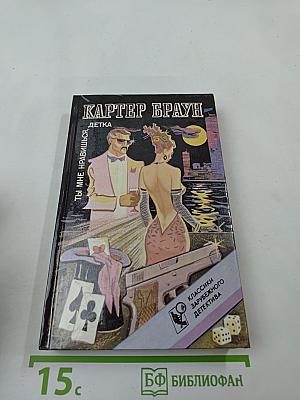 КАРТЕР БРАУН
ТЫ МНЕ НРАВИШЬСЯ, ДЕТКА
КЛАССИКИ
ЗАРУБЕЖНОГО
ДЕТЕКТИВА
15с
БФ БИБЛИОФАН